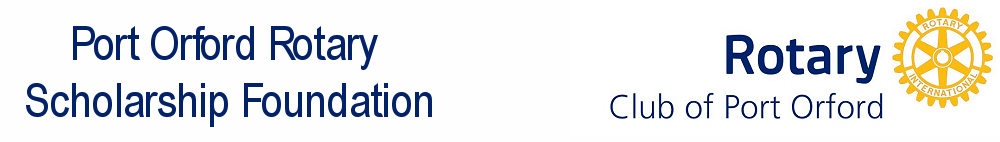 Port Orford Rotary
Scholarship Foundation
Rotary
Club of Port Orford
ROTARY
INTERNATIONAL